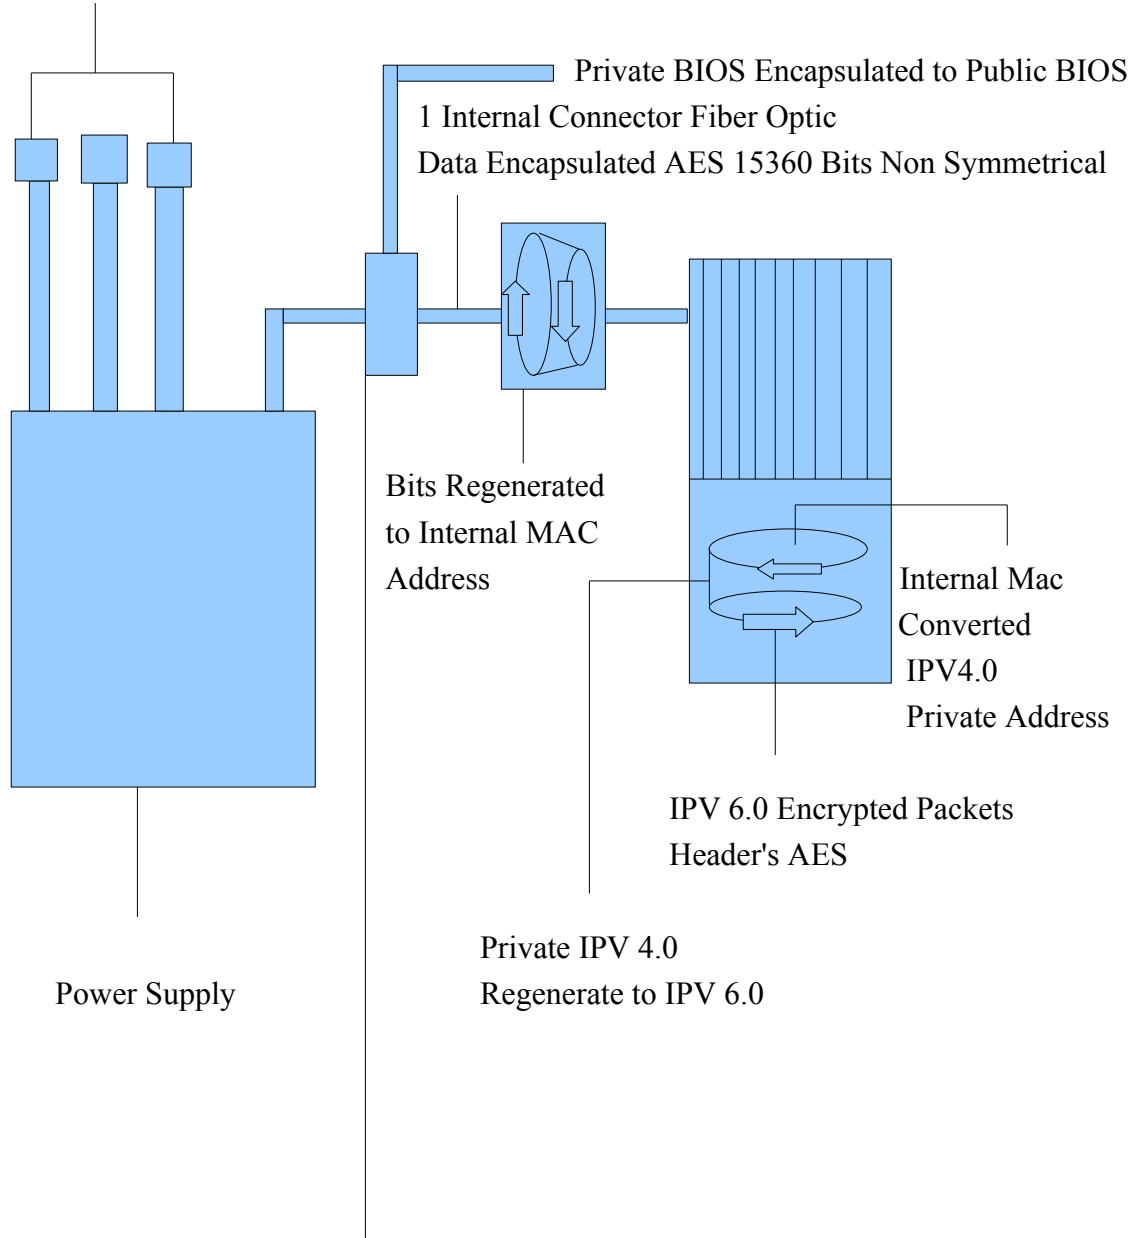 Private BIOS Encapsulated to Public BIOS
1 Internal Connector Fiber Optic
Data Encapsulated AES 15360 Bits Non Symmetrical
Bits Regenerated
to Internal MAC
Address
Internal Mac
Converted
IPV4.0
Private Address
IPV 6.0 Encrypted Packets
Header's AES
Private IPV 4.0
Regenerate to IPV 6.0
Power Supply